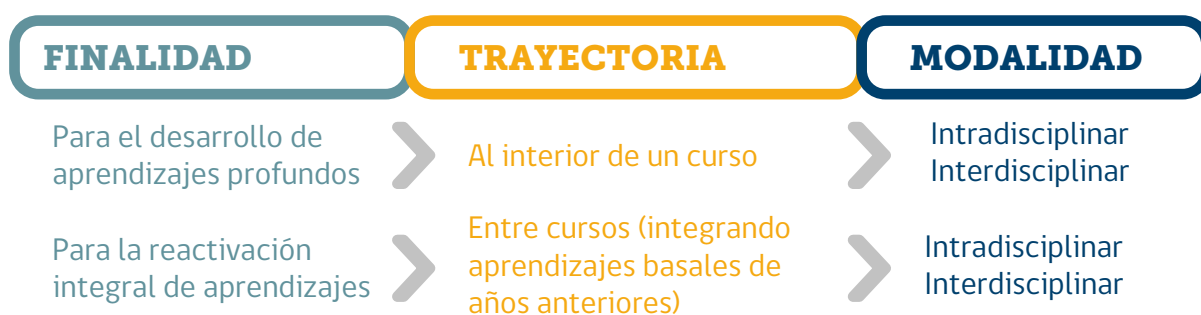 FINALIDAD
TRAYECTORIA
MODALIDAD
Para el desarrollo de
aprendizajes profundos
Al interior de un curso
Intradisciplinar
Interdisciplinar
Para la reactivación
integral de aprendizajes
Entre cursos (integrando
aprendizajes basales de
años anteriores)
Intradisciplinar
Interdisciplinar